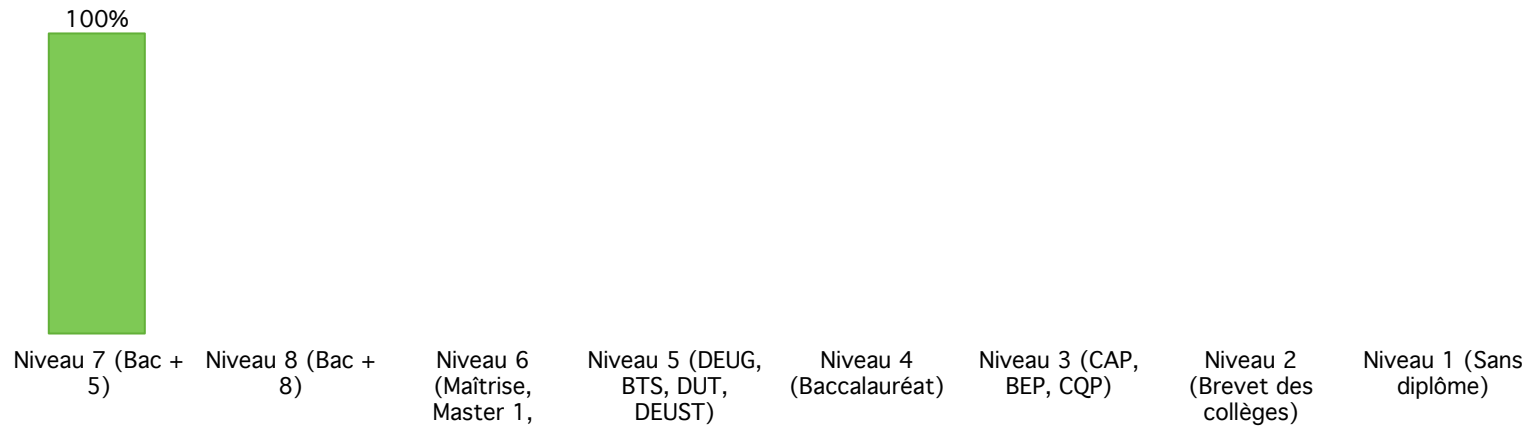 100%
Niveau 7 (Bac +
5)
Niveau 8 (Bac +
8)
Niveau 6
(Maîtrise,
Master 1,
Niveau 5 (DEUG,
BTS, DUT,
DEUST)
Niveau 4
(Baccalauréat)
Niveau 3 (CAP,
BEP, CQP)
Niveau 2
(Brevet des
collèges)
Niveau 1 (Sans
diplôme)